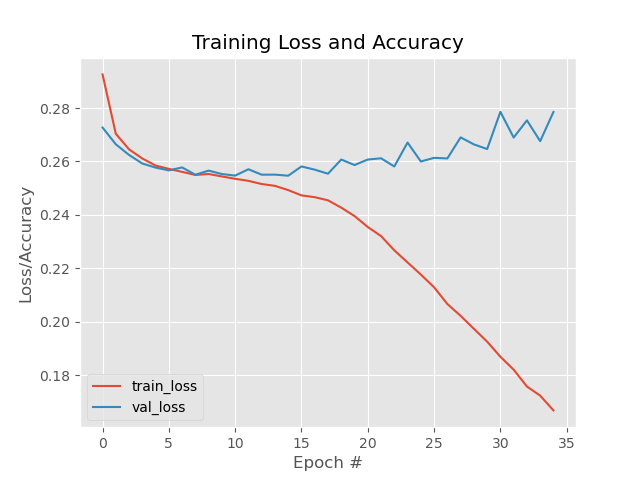 Training Loss and Accuracy
Loss/Accuracy
0.28
0.26
0.24
0.22
0.20
0.18
train_loss
val_loss
0 5 10 15 20 25 30 35
Epoch #